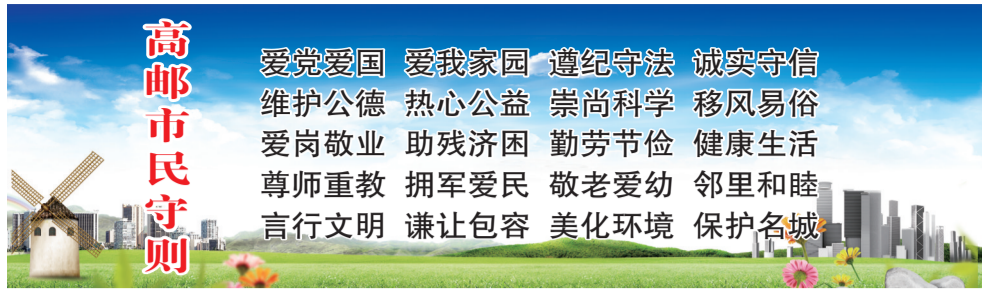 高邮市民守则
爱党爱国 爱我家园 遵纪守法 诚实守信
维护公德 热心公益 崇尚科学 移风易俗
爱岗敬业 助残济困 勤劳节俭 健康生活
尊师重教 拥军爱民 敬老爱幼 邻里和睦
言行文明 谦让包容 美化环境 保护名城